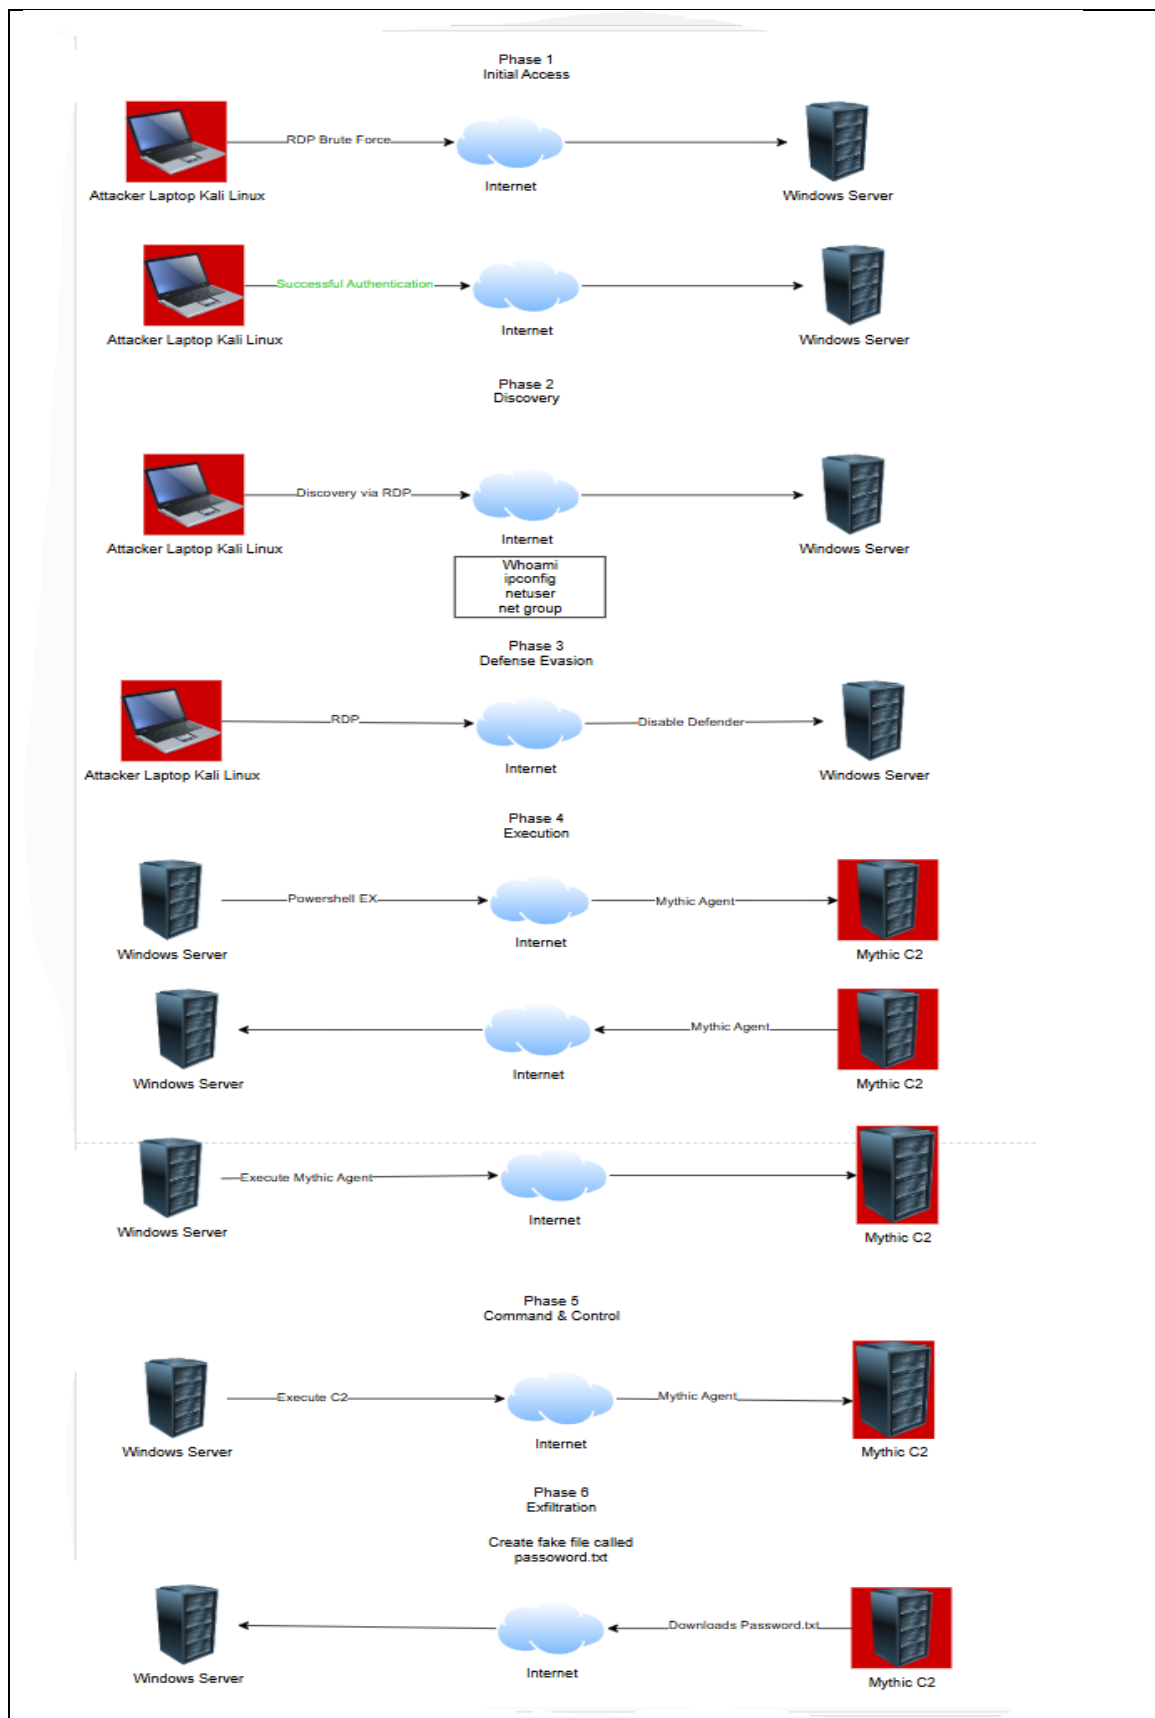 Phase 1
Initial Access
RDP Brute Force
Attacker Laptop Kali Linux
Internet
Windows Server
Successful Authentication
Attacker Laptop Kali Linux
Internet
Windows Server
Phase 2
Discovery
Discovery via RDP
Attacker Laptop Kali Linux
Internet
Windows Server
Whoami
ipconfig
netuser
net group
Phase 3
Defense Evasion
RDP
Disable Defender
Attacker Laptop Kali Linux
Internet
Windows Server
Phase 4
Execution
Powershell EX
Mythic Agent
Windows Server
Internet
Mythic C2
Mythic Agent
Windows Server
Internet
Mythic C2
Execute Mythic Agent
Windows Server
Internet
Mythic C2
Phase 5
Command & Control
Execute C2
Mythic Agent
Windows Server
Internet
Mythic C2
Phase 6
Exfiltration
Create fake file called
passoword.txt
Downloads Password.txt
Windows Server
Internet
Mythic C2